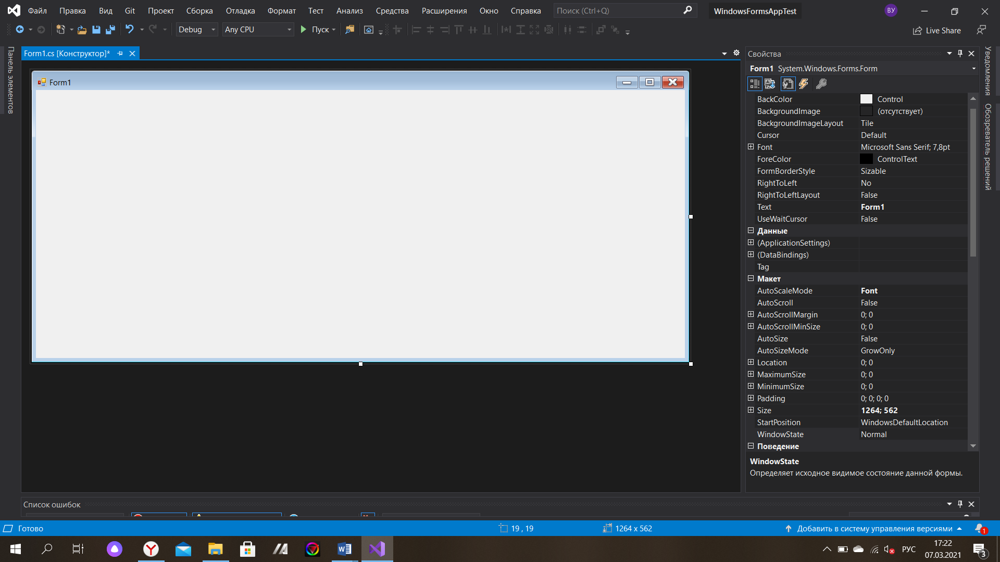 Файл Правка Вид Git Проект Сборка Отладка Формат Тест Анализ Средства Расширения Окно Справка Поиск (Ctrl+Q) WindowsFormsAppTest ВУ
Debug Any CPU Пуск Live Share
Панель элементов
Form1.cs [Конструктор]*
Form1
Свойства
Form1 System.Windows.Forms.Form
BackColor Control
BackgroundImage (отсутствует)
BackgroundImageLayout Tile
Cursor Default
Font Microsoft Sans Serif; 7,8pt
ForeColor ControlText
FormBorderStyle Sizable
RightToLeft No
RightToLeftLayout False
Text Form1
UseWaitCursor False
Данные
(ApplicationSettings)
(DataBindings)
Tag
Макет
AutoScaleMode Font
AutoScroll False
AutoScrollMargin 0; 0
AutoScrollMinSize 0; 0
AutoSize False
AutoSizeMode GrowOnly
Location 0; 0
MaximumSize 0; 0
MinimumSize 0; 0
Padding 0; 0; 0; 0
Size 1264; 562
StartPosition WindowsDefaultLocation
WindowState Normal
Поведение
WindowState
Определяет исходное видимое состояние данной формы.
Уведомления
Обозреватель решений
Список ошибок
Готово 19 , 19 1264 x 562 Добавить в систему управления версиями 1
РУС 17:22
07.03.2021 3